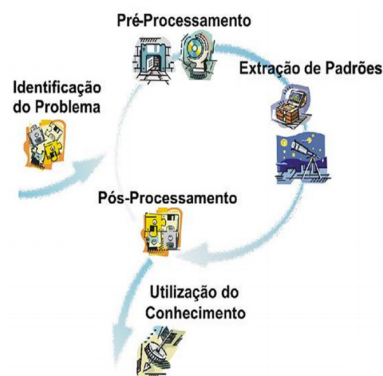 Pré-Processamento
Extração de Padrões
Identificação
do Problema
Pós-Processamento
Utilização do
Conhecimento